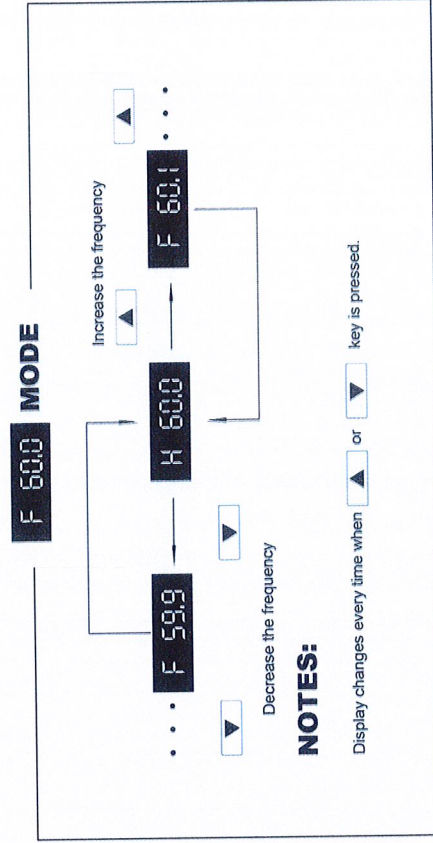 F 60.0 MODE
Increase the frequency
F 59.9
H 60.0
F 60.1
Decrease the frequency
NOTES:
Display changes every time when ▲ or ▼ key is pressed.